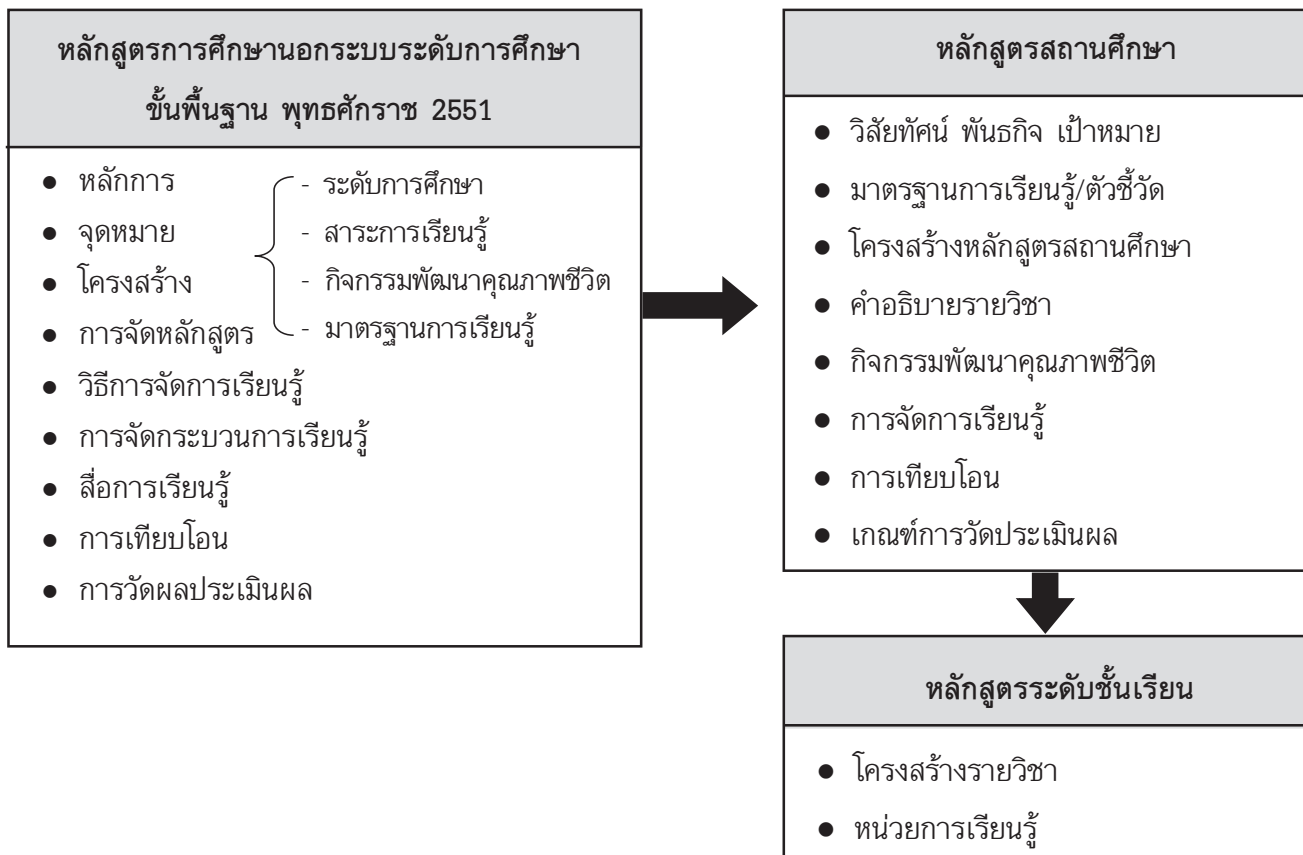 หลักสูตรการศึกษานอกระบบระดับการศึกษา
ขั้นพื้นฐาน พุทธศักราช 2551
● หลักการ
● จุดหมาย
● โครงสร้าง
● การจัดหลักสูตร
- ระดับการศึกษา
- สาระการเรียนรู้
- กิจกรรมพัฒนาคุณภาพชีวิต
- มาตรฐานการเรียนรู้
● วิธีการจัดการเรียนรู้
● การจัดกระบวนการเรียนรู้
● สื่อการเรียนรู้
● การเทียบโอน
● การวัดผลประเมินผล
หลักสูตรสถานศึกษา
● วิสัยทัศน์ พันธกิจ เป้าหมาย
● มาตรฐานการเรียนรู้/ตัวชี้วัด
● โครงสร้างหลักสูตรสถานศึกษา
● คำอธิบายรายวิชา
● กิจกรรมพัฒนาคุณภาพชีวิต
● การจัดการเรียนรู้
● การเทียบโอน
● เกณฑ์การวัดประเมินผล
หลักสูตรระดับชั้นเรียน
● โครงสร้างรายวิชา
● หน่วยการเรียนรู้